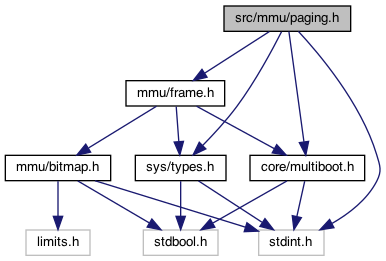 src/mmu/paging.h
mmu/frame.h
mmu/bitmap.h
sys/types.h
core/multiboot.h
limits.h
stdbool.h
stdint.h